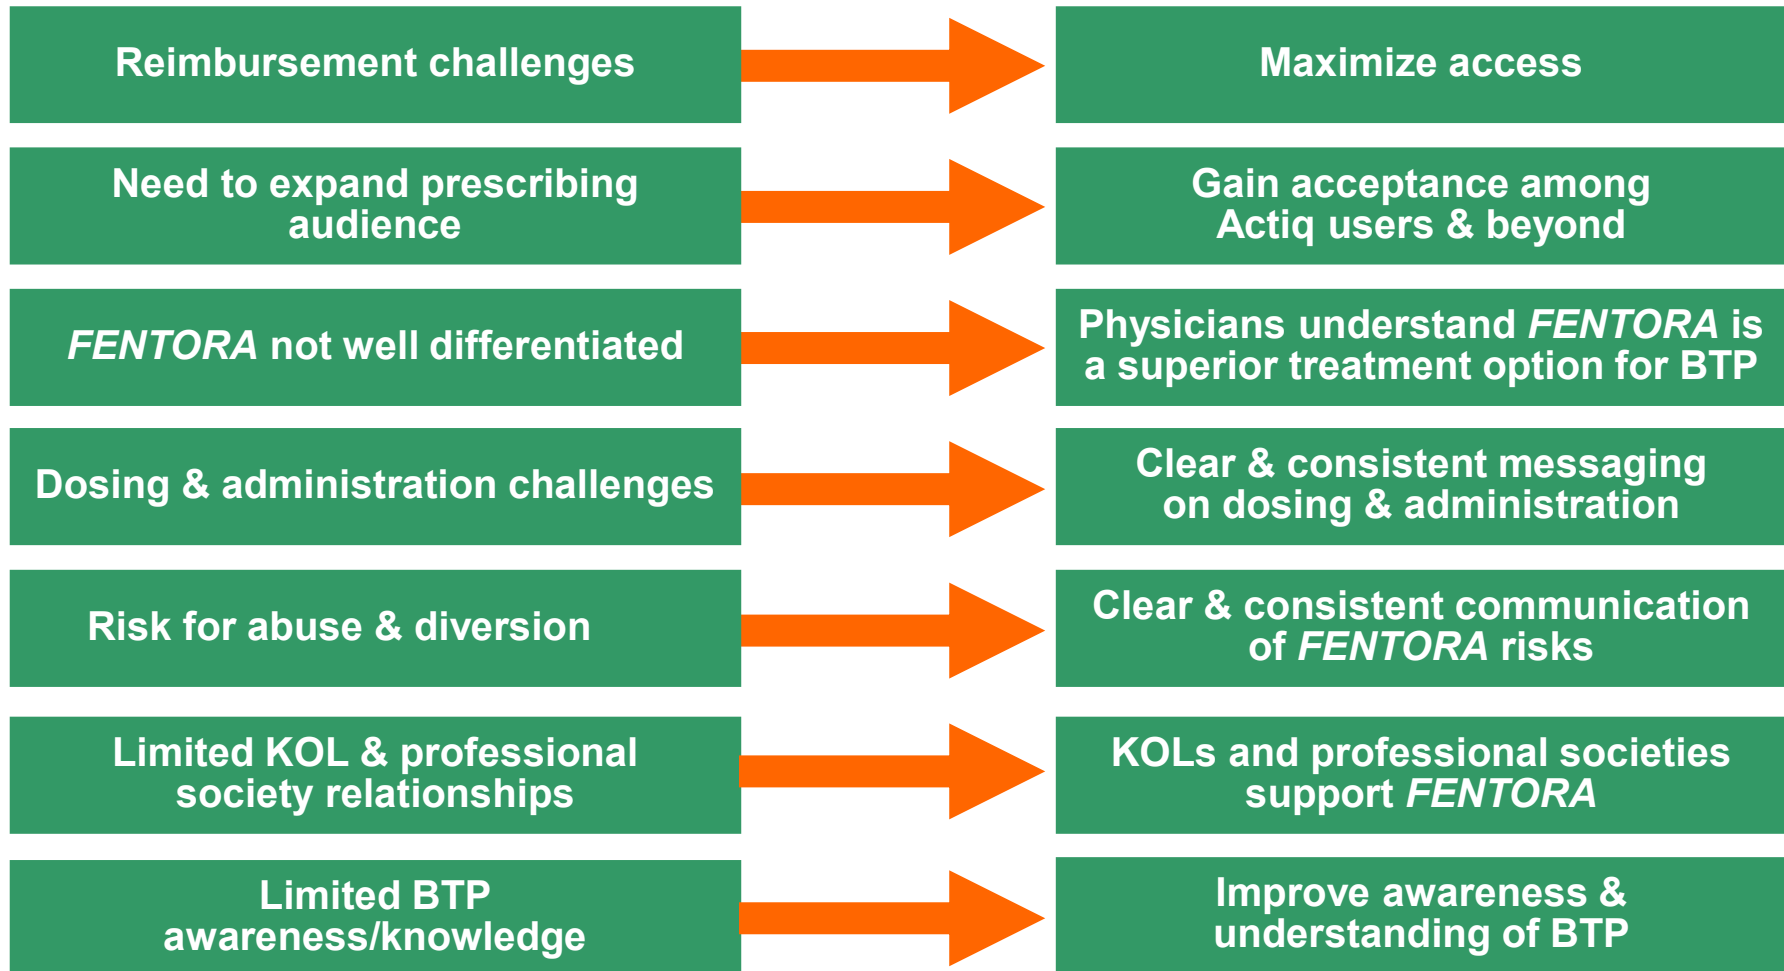 Reimbursement challenges
Maximize access
Need to expand prescribing
audience
Gain acceptance among
Actiq users & beyond
FENTORA not well differentiated
Physicians understand FENTORA is
a superior treatment option for BTP
Dosing & administration challenges
Clear & consistent messaging
on dosing & administration
Risk for abuse & diversion
Clear & consistent communication
of FENTORA risks
Limited KOL & professional
society relationships
KOLs and professional societies
support FENTORA
Limited BTP
awareness/knowledge
Improve awareness &
understanding of BTP